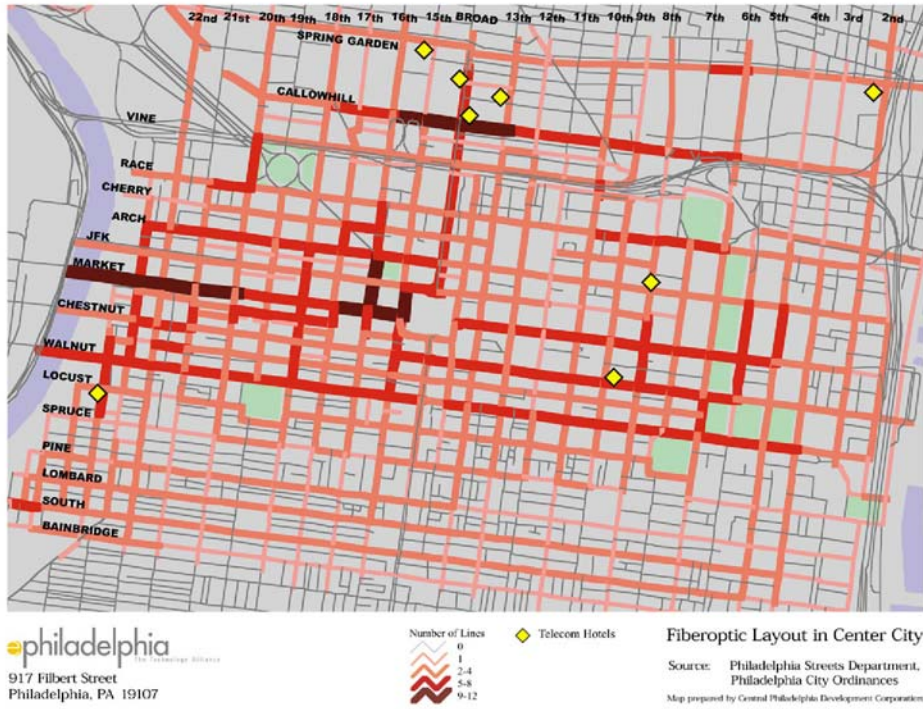 22nd 21st 20th 19th 18th 17th 16th 15th BROAD 13th 12th 11th 10th 9th 8th 7th 6th 5th 4th 3rd 2nd
SPRING GARDEN
CALLOWHILL
VINE
RACE
CHERRY
ARCH
JFK
MARKET
CHESTNUT
WALNUT
LOCUST
SPRUCE
PINE
LOMBARD
SOUTH
BAINBRIDGE
ephiladelphia
The Technology Alliance
917 Filbert Street
Philadelphia, PA 19107
Number of Lines
0
1
2-4
5-8
9-12
Telecom Hotels
Fiberoptic Layout in Center City
Source: Philadelphia Streets Department,
Philadelphia City Ordinances
Map prepared by Central Philadelphia Development Corporation